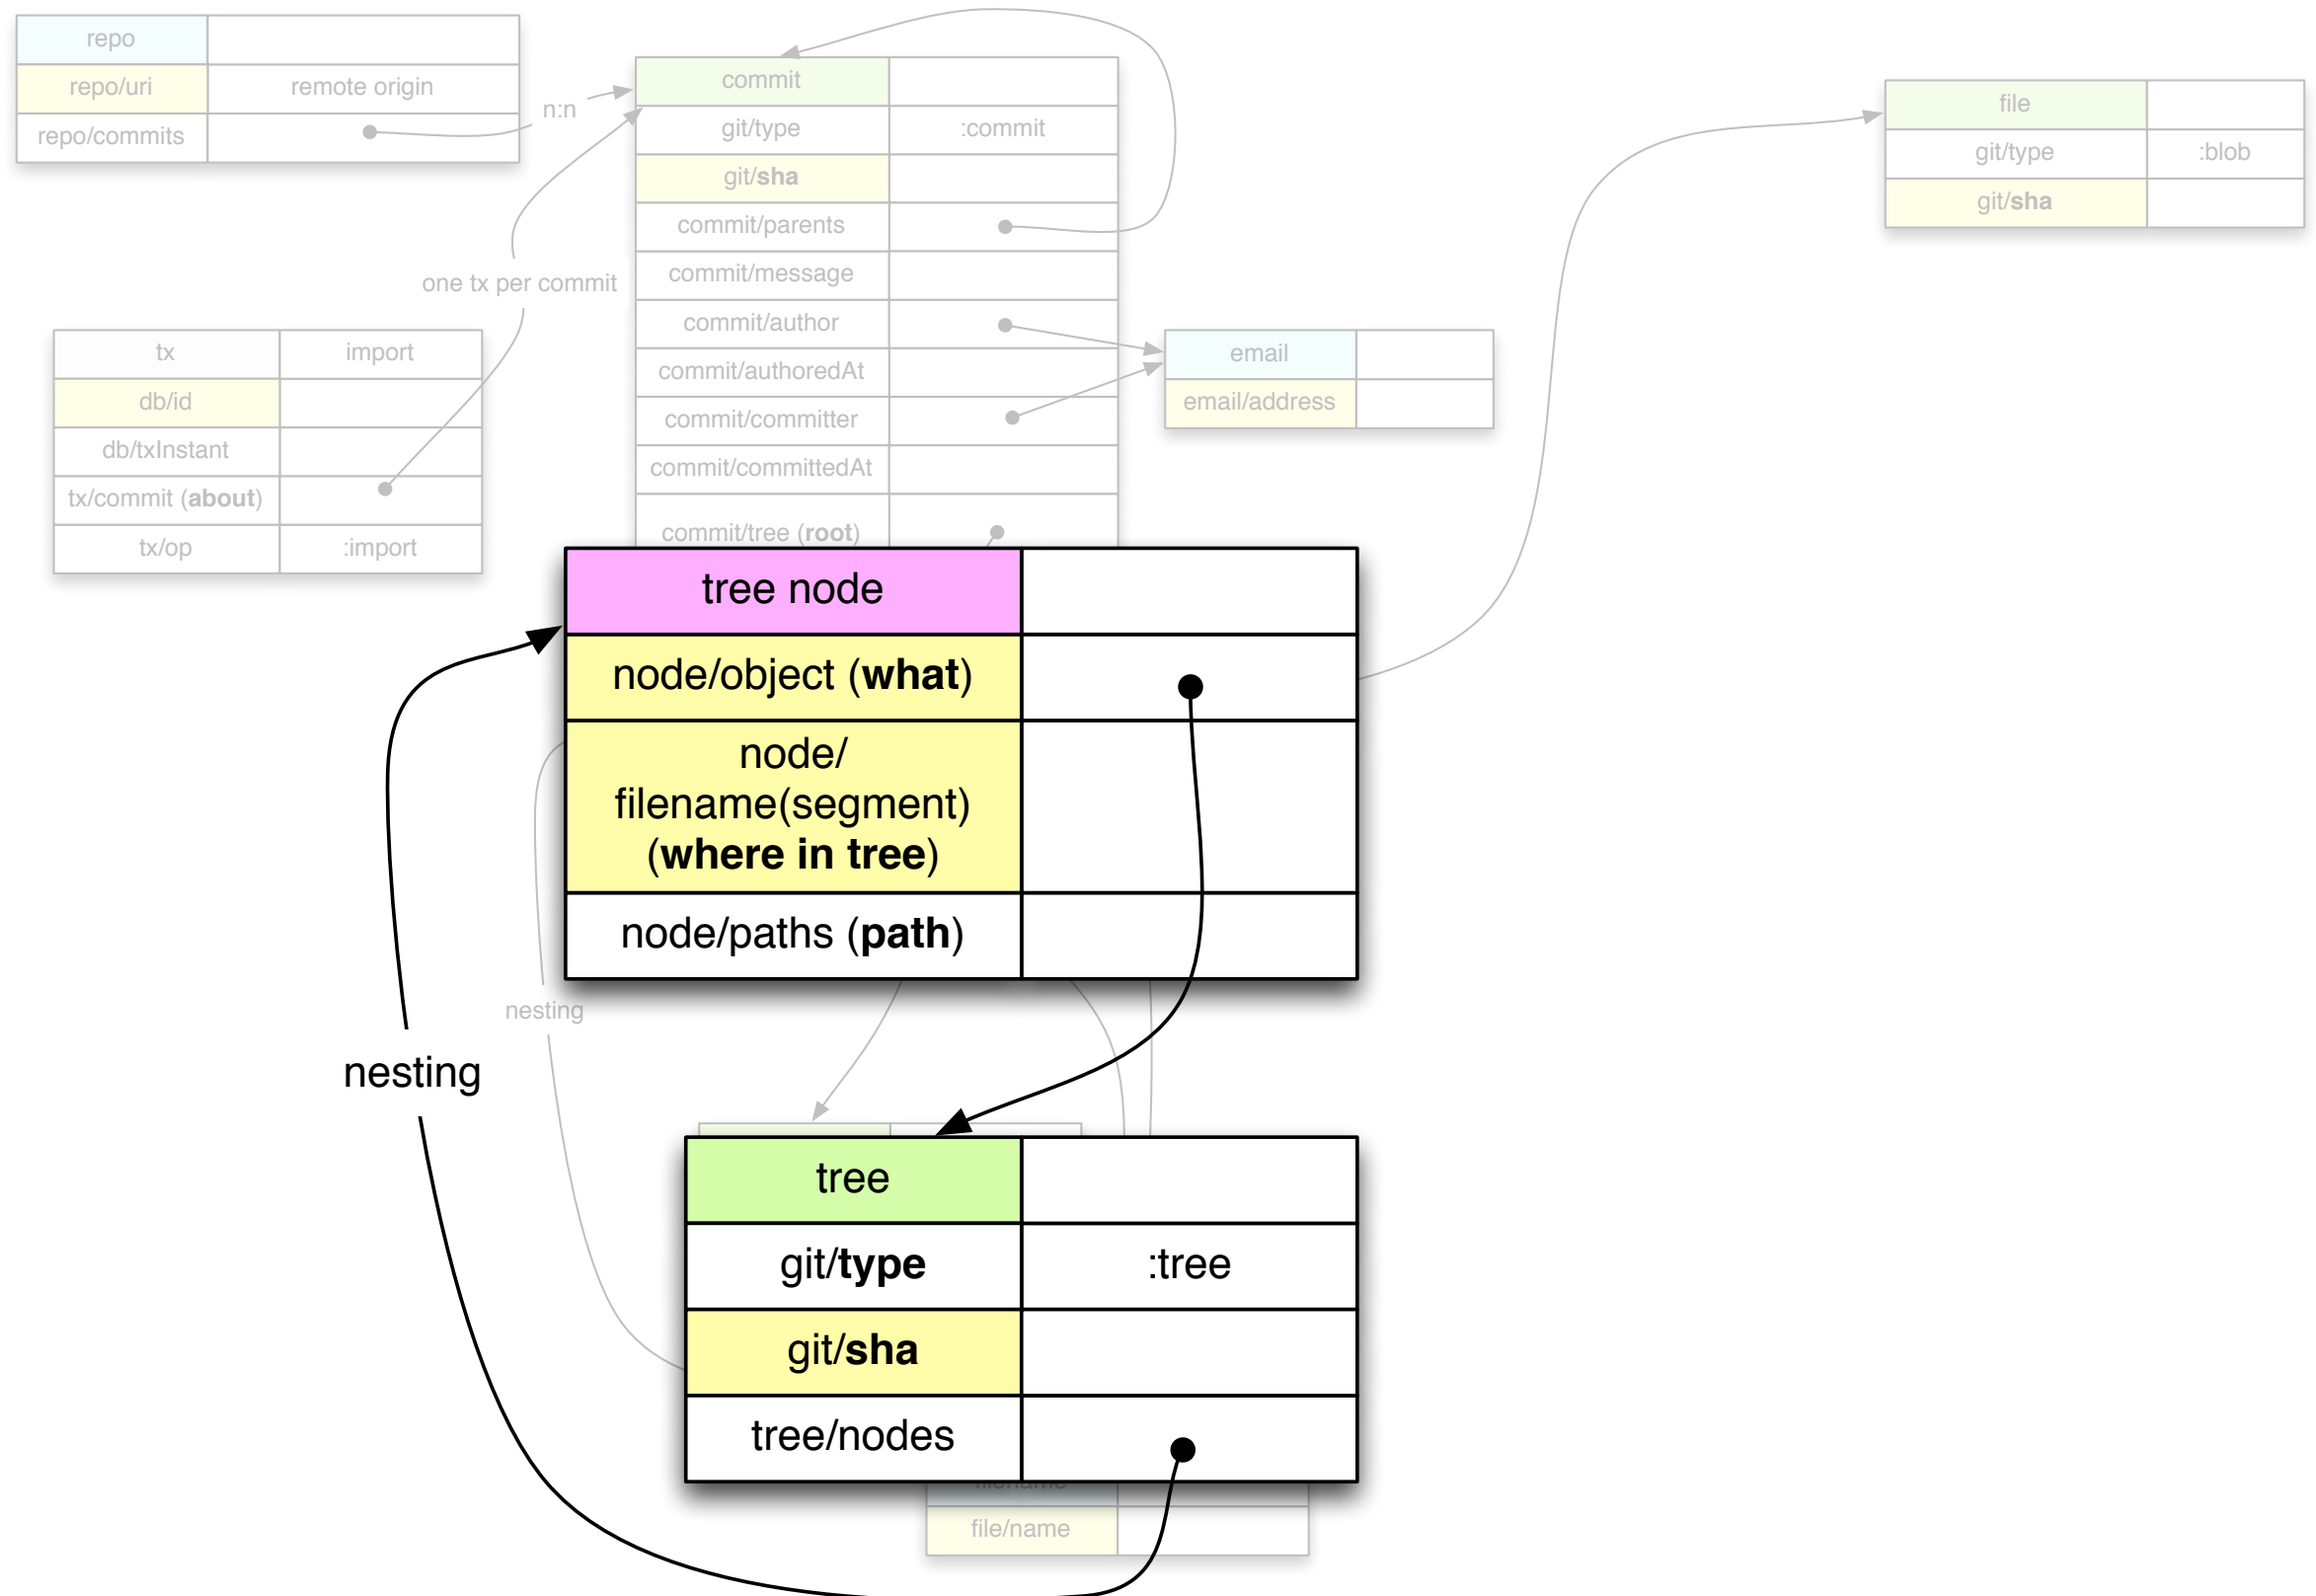 repo
repo/uri remote origin
repo/commits
n:n
commit
git/type :commit
git/sha
commit/parents
commit/message
commit/author
commit/authoredAt
commit/committer
commit/committedAt
commit/tree (root)
file
git/type :blob
git/sha
one tx per commit
tx import
db/id
db/txInstant
tx/commit (about)
tx/op :import
email
email/address
tree node
node/object (what)
node/
filename(segment)
(where in tree)
node/paths (path)
nesting
nesting
tree
git/type :tree
git/sha
tree/nodes
filename
file/name